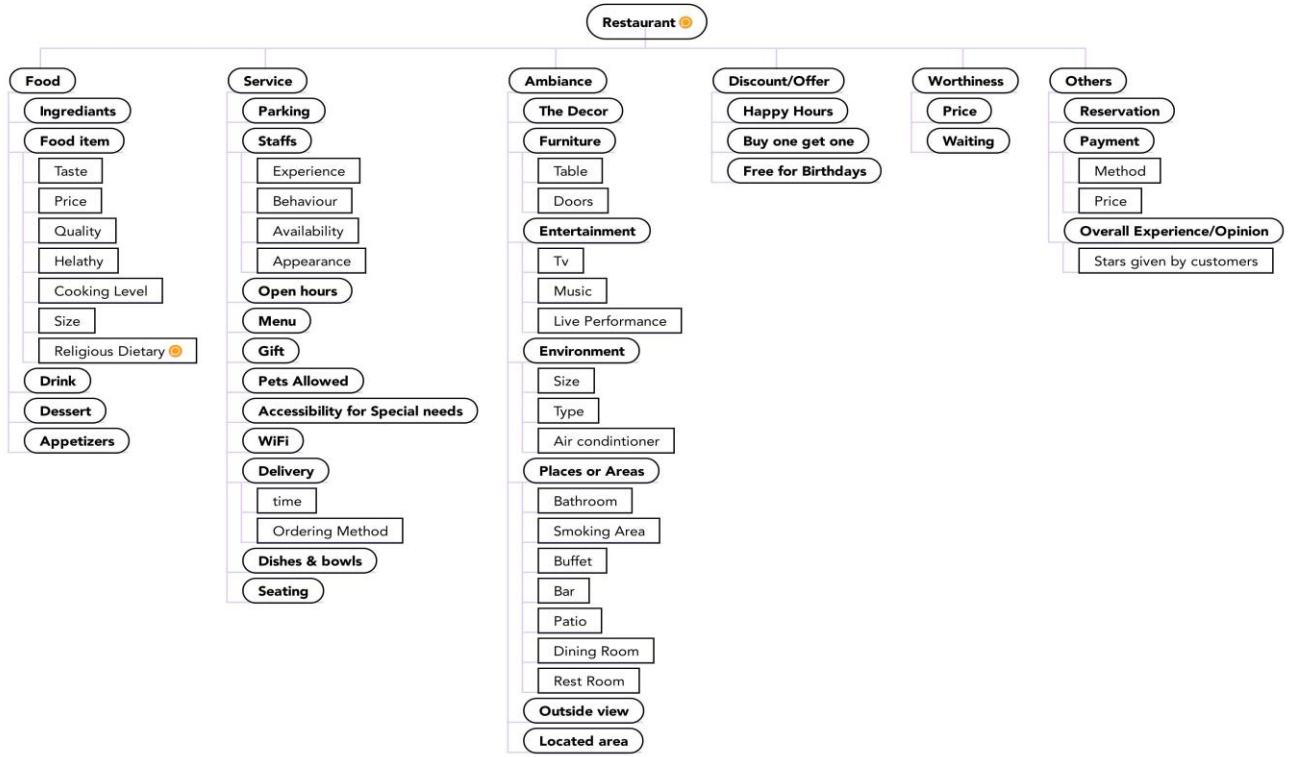 Restaurant
Food
Ingrediants
Food item
Taste
Price
Quality
Helathy
Cooking Level
Size
Religious Dietary
Drink
Dessert
Appetizers
Service
Parking
Staffs
Experience
Behaviour
Availability
Appearance
Open hours
Menu
Gift
Pets Allowed
Accessibility for Special needs
WiFi
Delivery
time
Ordering Method
Dishes & bowls
Seating
Ambiance
The Decor
Furniture
Table
Doors
Entertainment
Tv
Music
Live Performance
Environment
Size
Type
Air condintioner
Places or Areas
Bathroom
Smoking Area
Buffet
Bar
Patio
Dining Room
Rest Room
Outside view
Located area
Discount/Offer
Happy Hours
Buy one get one
Free for Birthdays
Worthiness
Price
Waiting
Others
Reservation
Payment
Method
Price
Overall Experience/Opinion
Stars given by customers